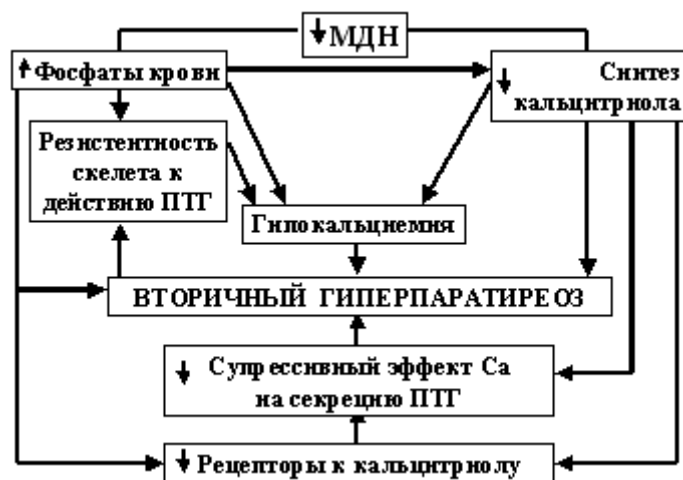 ↓МДН
↑ Фосфаты крови
↓ Синтез
кальцитриола
Резистентность
скелета к
действию ПТГ
Гипокальциемия
ВТОРИЧНЫЙ ГИПЕРПАРАТИРЕОЗ
↓ Супрессивный эффект Са
на секрецию ПТГ
↓ Рецепторы к кальцитриолу